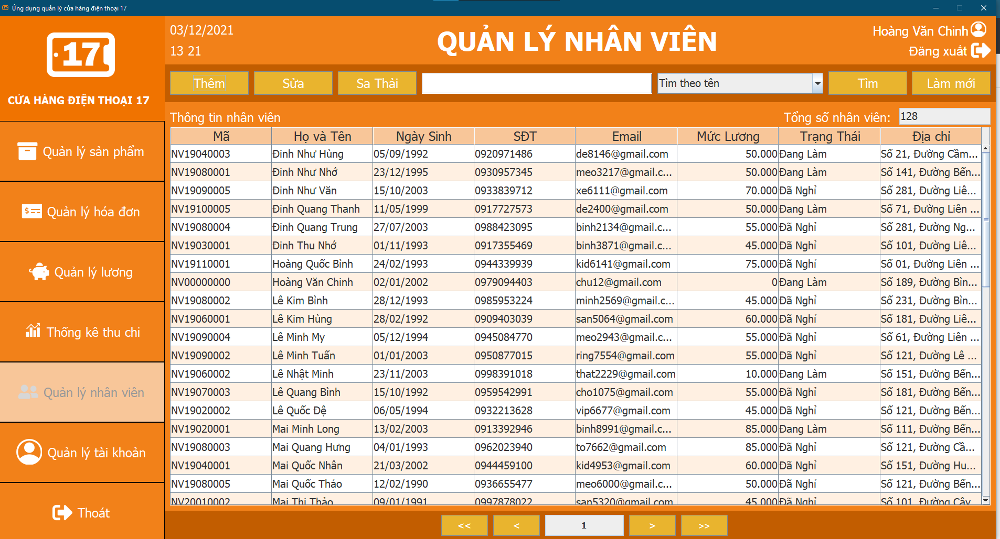 Ứng dụng quản lý cửa hàng điện thoại 17
17
CỬA HÀNG ĐIỆN THOẠI 17
Quản lý sản phẩm
Quản lý hóa đơn
Quản lý lương
Thống kê thu chi
Quản lý nhân viên
Quản lý tài khoản
Thoát
03/12/2021
13 21
QUẢN LÝ NHÂN VIÊN
Hoàng Văn Chinh
Đăng xuất
Thêm Sửa Sa Thải Tìm theo tên Tìm Làm mới
Thông tin nhân viên Tổng số nhân viên: 128
Mã Họ và Tên Ngày Sinh SĐT Email Mức Lương Trạng Thái Địa chỉ
NV19040003 Đinh Như Hùng 05/09/1992 0920971486 de8146@gmail.com 50.000 Đang Làm Số 21, Đường Cầm...
NV19080001 Đinh Như Nhớ 23/12/1995 0930957345 meo3217@gmail.c... 50.000 Đang Làm Số 141, Đường Bến...
NV19090005 Đinh Như Văn 15/10/2003 0933839712 xe6111@gmail.com 70.000 Đã Nghỉ Số 281, Đường Liê...
NV19100005 Đinh Quang Thanh 11/05/1999 0917727573 de2400@gmail.com 50.000 Đang Làm Số 71, Đường Liên ...
NV19080004 Đinh Quang Trung 27/07/2003 0988423095 binh2134@gmail.c... 55.000 Đã Nghỉ Số 281, Đường Ng...
NV19030001 Đinh Thu Nhớ 01/11/1993 0917355469 binh3871@gmail.c... 45.000 Đã Nghỉ Số 101, Đường Liê...
NV19110001 Hoàng Quốc Bình 24/02/1993 0944339939 kid6141@gmail.com 75.000 Đã Nghỉ Số 01, Đường Liên ...
NV00000000 Hoàng Văn Chinh 02/01/2002 0979094403 chu12@gmail.com 0 Đang Làm Số 189, Đường Bìn...
NV19080002 Lê Kim Bình 28/12/1993 0985953224 minh2569@gmail.c... 45.000 Đã Nghỉ Số 231, Đường Bìn...
NV19060001 Lê Kim Hùng 28/02/1992 0909403039 san5064@gmail.com 60.000 Đã Nghỉ Số 181, Đường Liê...
NV19090004 Lê Minh My 05/12/1994 0945084770 meo2943@gmail.c... 55.000 Đã Nghỉ Số 61, Đường Liên ...
NV19090002 Lê Minh Tuấn 01/01/2003 0950877015 ring7554@gmail.com 55.000 Đã Nghỉ Số 121, Đường Lê ...
NV19060002 Lê Nhật Minh 23/11/2003 0998391018 that2229@gmail.com 10.000 Đang Làm Số 151, Đường Bến...
NV19070003 Lê Quang Bình 15/10/1992 0959542991 cho1075@gmail.com 55.000 Đã Nghỉ Số 181, Đường Bến...
NV19020002 Lê Quốc Đệ 06/05/1994 0932213628 vip6677@gmail.com 45.000 Đã Nghỉ Số 121, Đường Bến...
NV19020001 Mai Minh Long 13/02/2003 0913392946 binh8991@gmail.c... 85.000 Đang Làm Số 111, Đường Bến...
NV19080003 Mai Quang Hưng 04/01/1993 0962023940 to7662@gmail.com 85.000 Đã Nghỉ Số 121, Đường Cầ...
NV19040001 Mai Quốc Nhân 21/03/2002 0944459100 kid4953@gmail.com 60.000 Đã Nghỉ Số 151, Đường Hu...
NV19080005 Mai Quốc Thảo 12/02/1990 0936655477 meo6000@gmail.c... 50.000 Đã Nghỉ Số 121, Đường Bến...
NV20010002 Mai Thị Thảo 09/01/1991 0997878022 san5320@gmail.com 45.000 Đã Nghỉ Số 101, Đường Cây
<< < 1 > >>